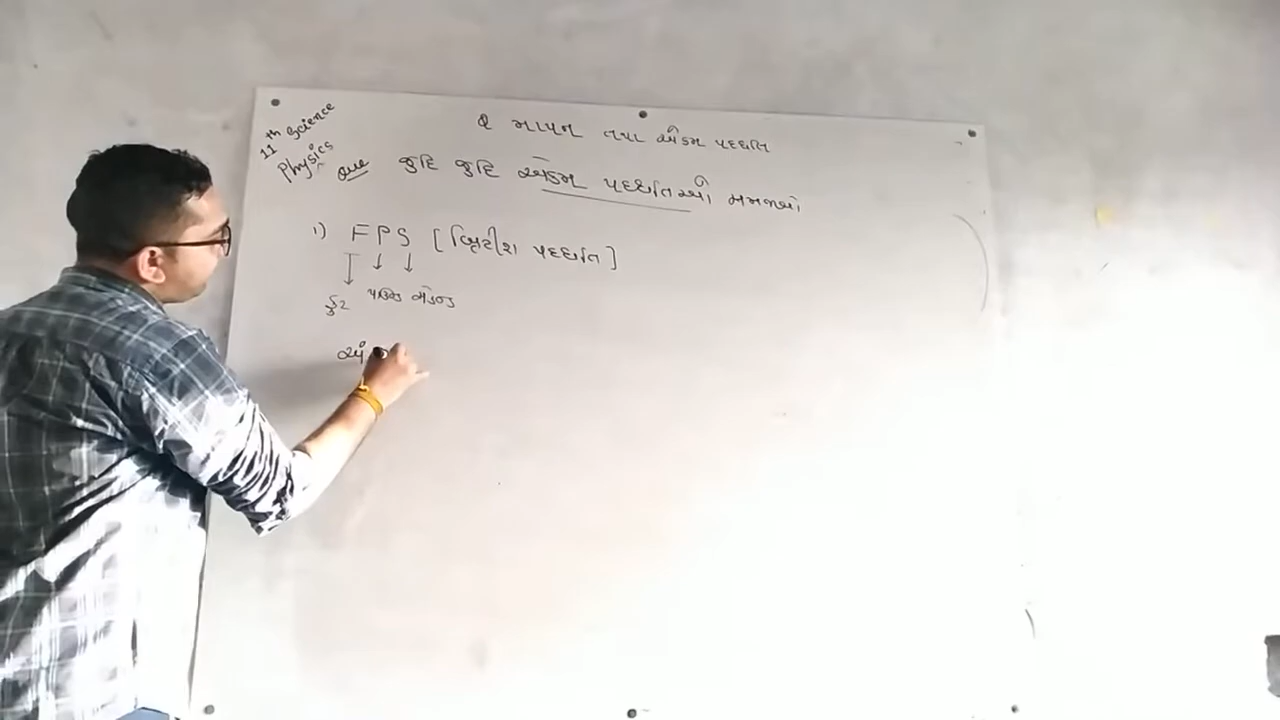 11th Science
Physics
૨ માપન તથા એકમ પદ્ધતિ
Que જુદિ જુદિ એકમ પદ્ધતિઓ સમજાવો
1) FPS [બ્રિટીશ પદ્ધતિ]
ફુટ પાઉન્ડ સેકન્ડ